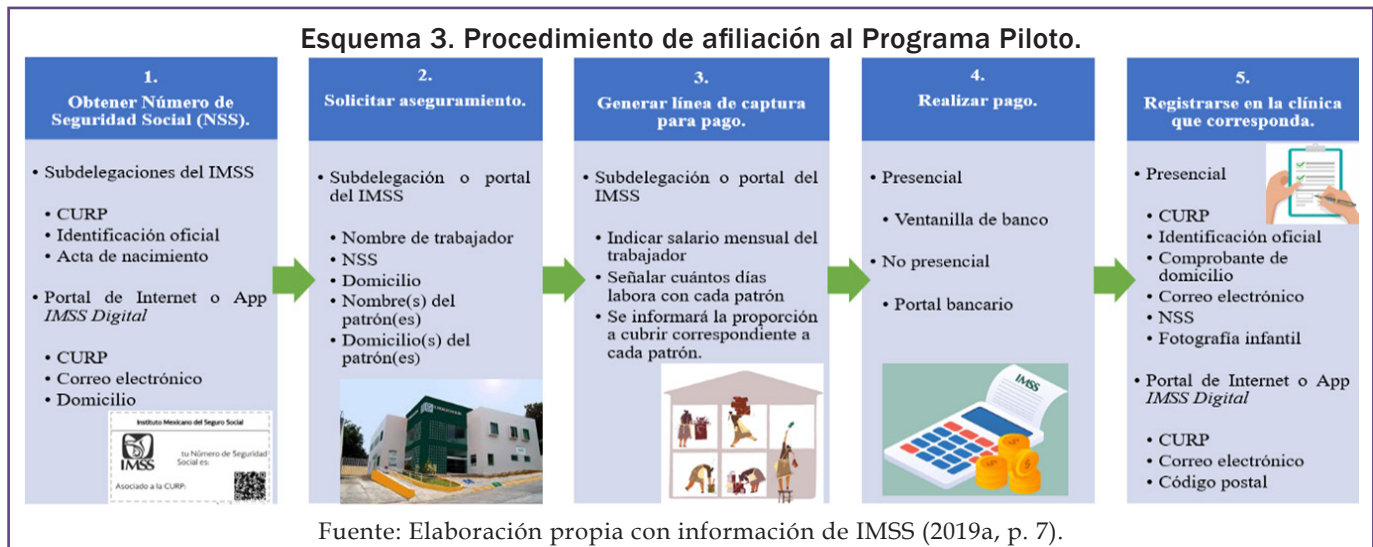 Esquema 3. Procedimiento de afiliación al Programa Piloto.
1.
Obtener Número de
Seguridad Social (NSS).
• Subdelegaciones del IMSS
• CURP
• Identificación oficial
• Acta de nacimiento
• Portal de Internet o App
IMSS Digital
• CURP
• Correo electrónico
• Domicilio
Instituto Mexicano del Seguro Social
IMSS
tu Número de Seguridad
Social es:
Asociado a la CURP:
2.
Solicitar aseguramiento.
• Subdelegación o portal
del IMSS
• Nombre de trabajador
• NSS
• Domicilio
• Nombre(s) del
patrón(es)
• Domicilio(s) del
patrón(es)
3.
Generar línea de captura
para pago.
• Subdelegación o portal del
IMSS
• Indicar salario mensual del
trabajador
• Señalar cuántos días
labora con cada patrón
• Se informará la proporción
a cubrir correspondiente a
cada patrón.
4.
Realizar pago.
• Presencial
• Ventanilla de banco
• No presencial
• Portal bancario
IMSS
5.
Registrarse en la clínica
que corresponda.
• Presencial
• CURP
• Identificación oficial
• Comprobante de
domicilio
• Correo electrónico
• NSS
• Fotografía infantil
• Portal de Internet o App
IMSS Digital
• CURP
• Correo electrónico
• Código postal
Fuente: Elaboración propia con información de IMSS (2019a, p. 7).